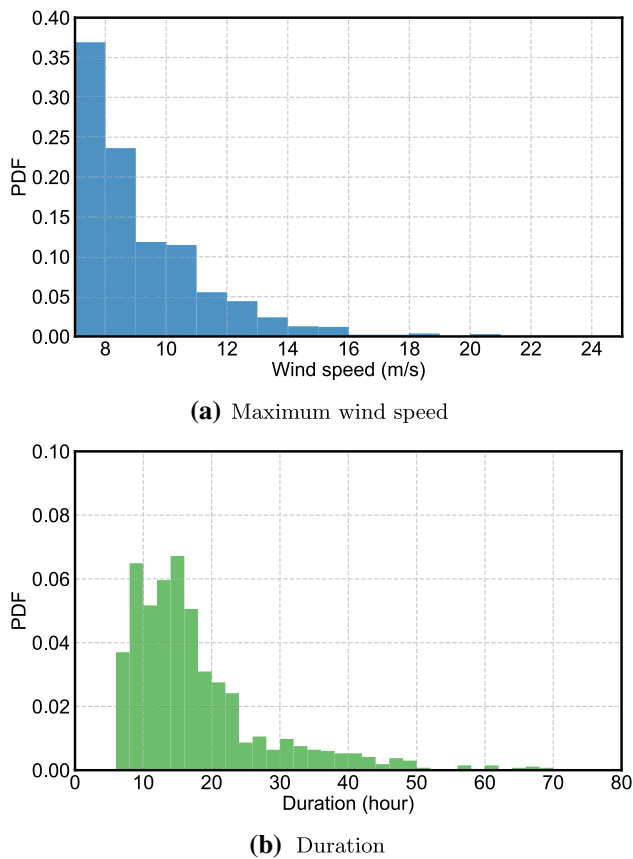 0.40
0.35
0.30
0.25
0.20
0.15
0.10
0.05
0.00
PDF
8 10 12 14 16 18 20 22 24
Wind speed (m/s)
(a) Maximum wind speed
0.10
0.08
0.06
0.04
0.02
0.00
PDF
0 10 20 30 40 50 60 70 80
Duration (hour)
(b) Duration